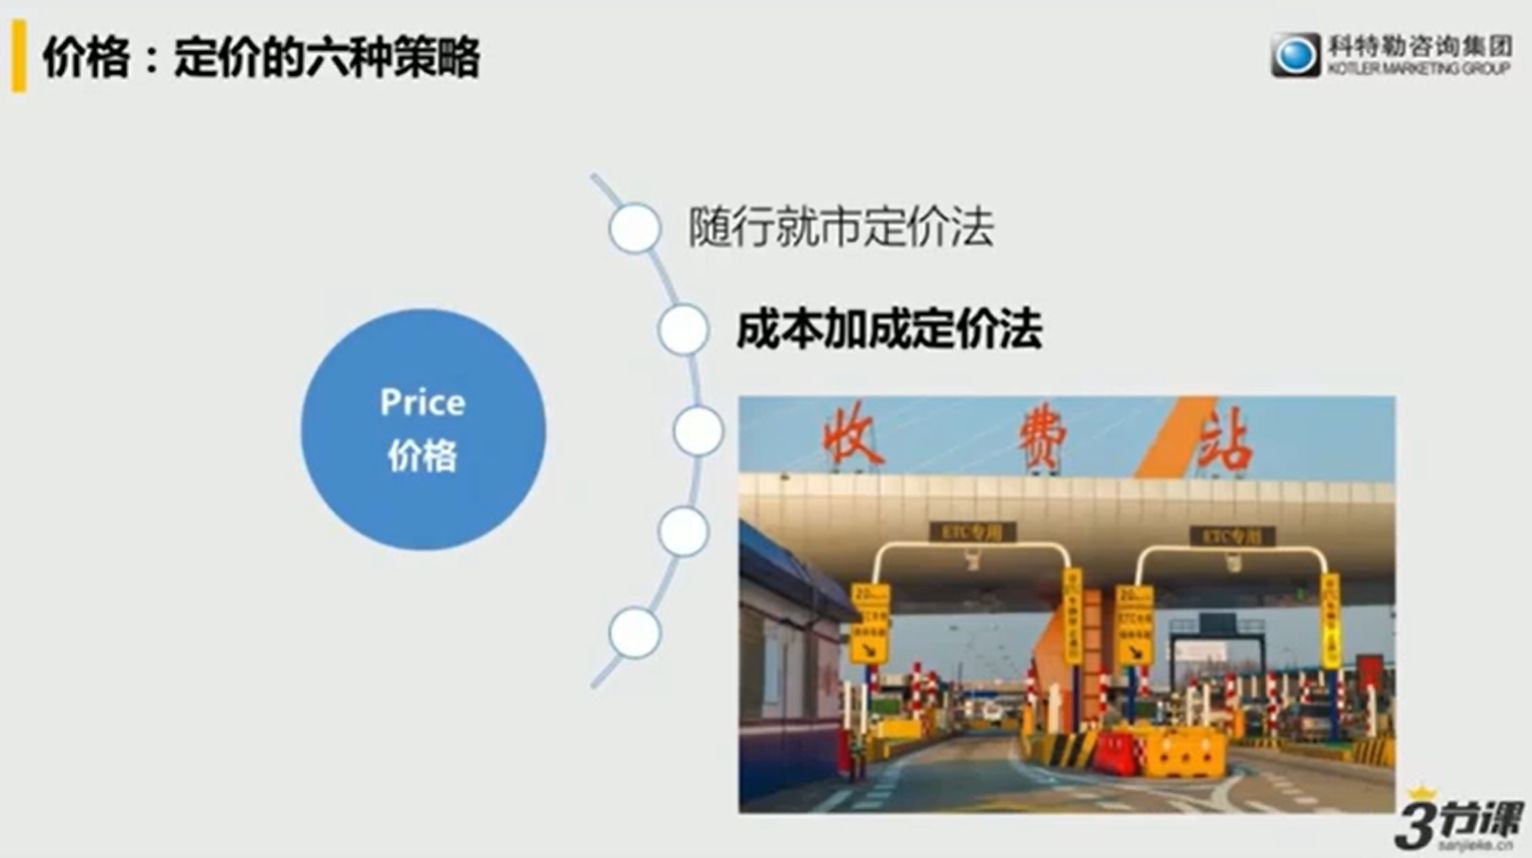 价格：定价的六种策略
科特勒咨询集团
KOTLER MARKETING GROUP
随行就市定价法
成本加成定价法
Price
价格
收费站
ETC专用
ETC专用
20
20
3节课
sanjieke.cn